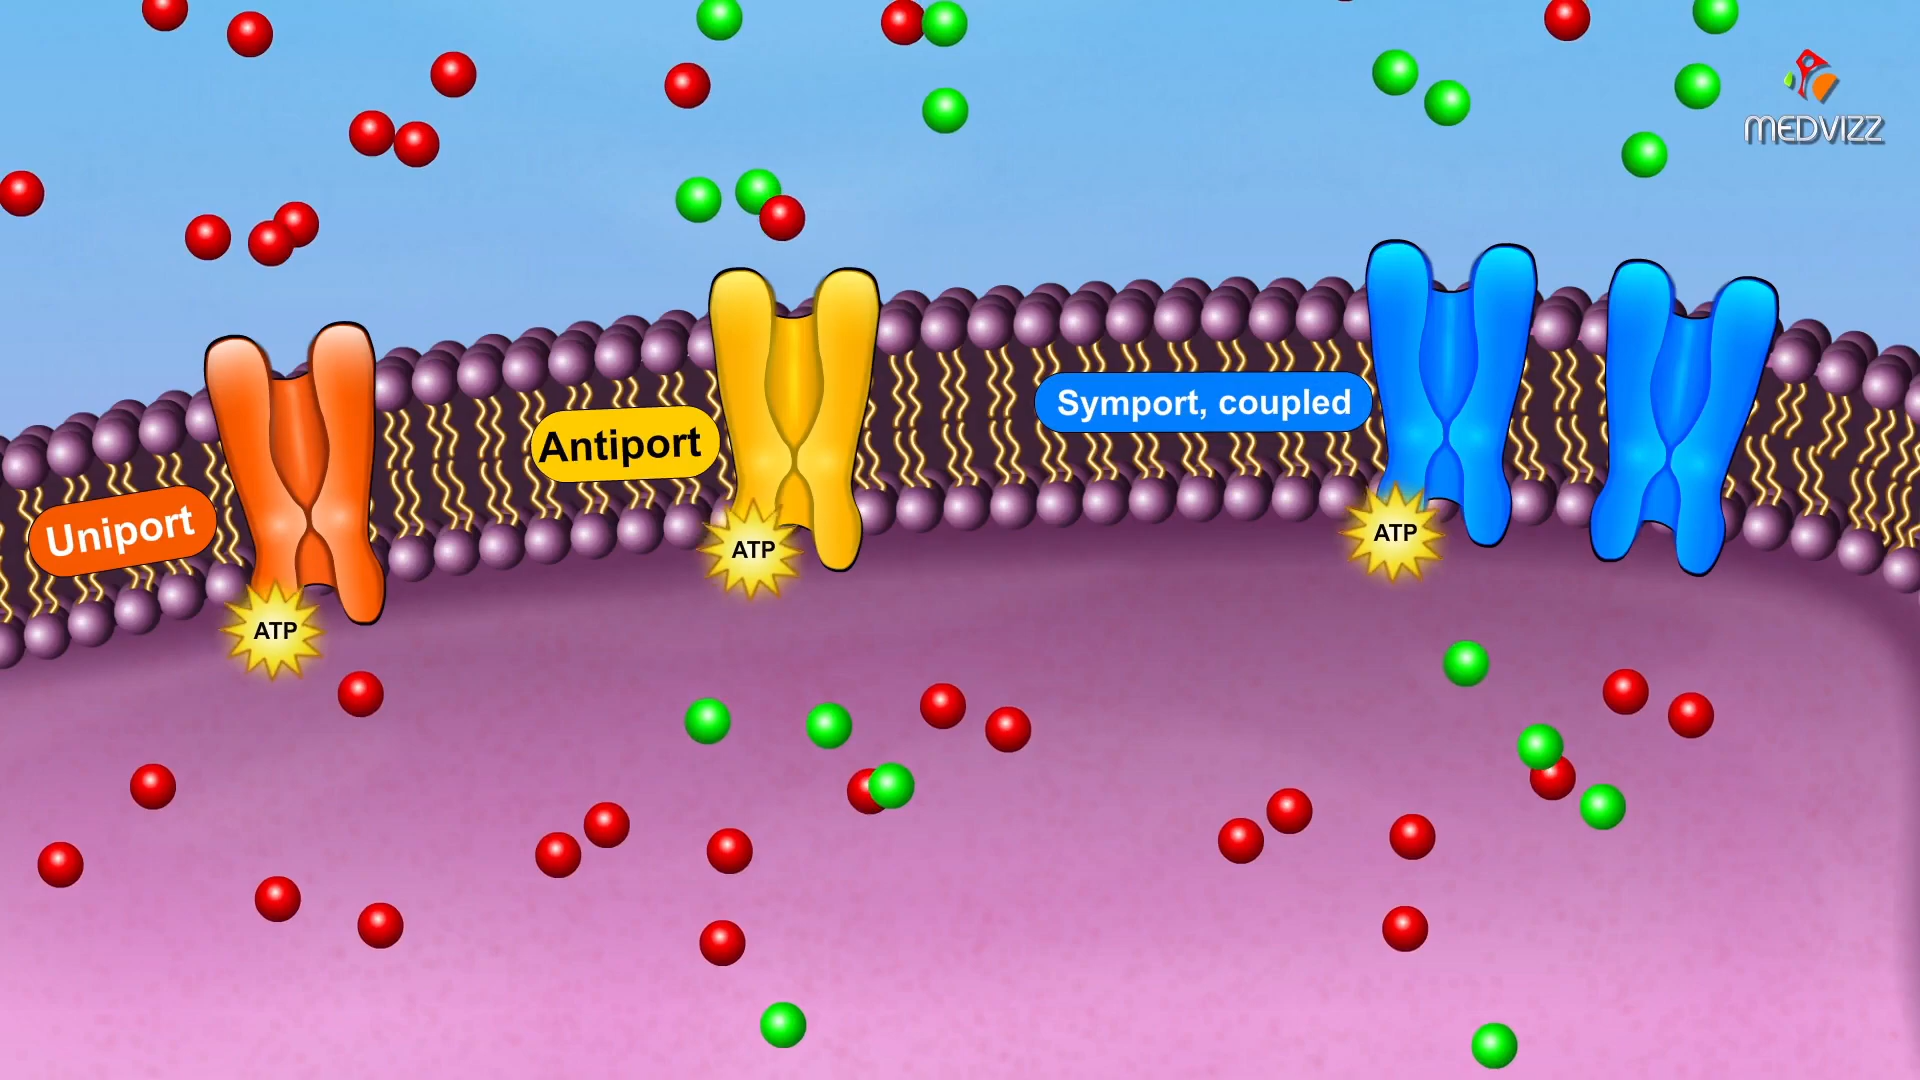 MEDVIZZ
Symport, coupled
Antiport
Uniport
ATP
ATP
ATP